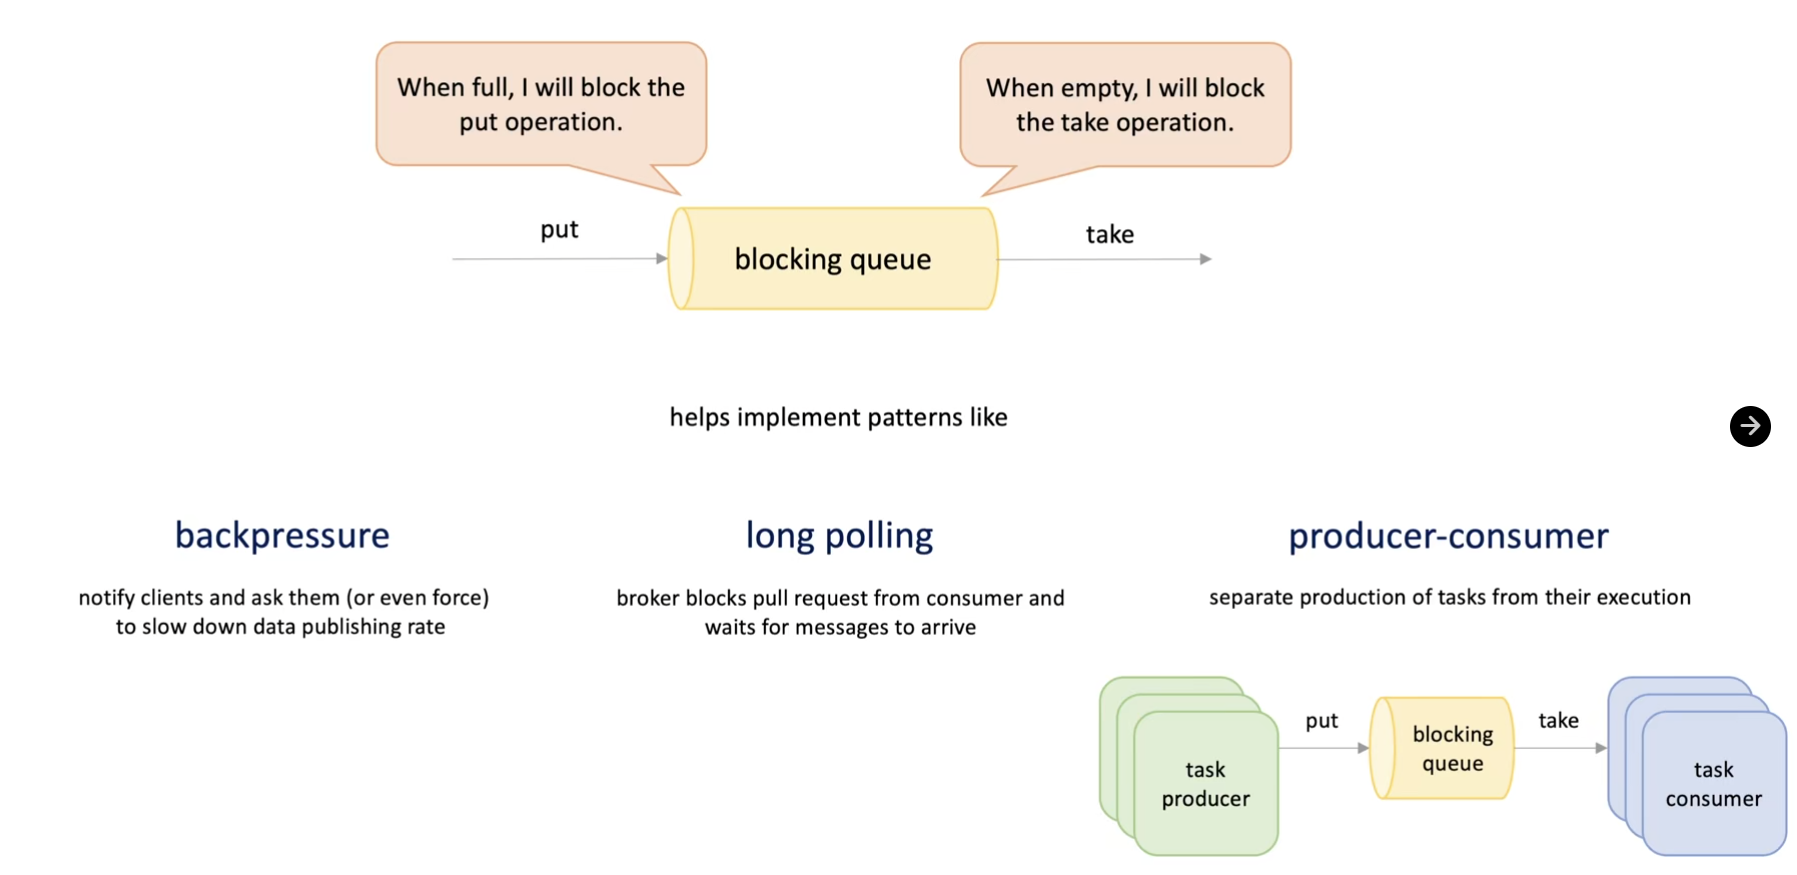 When full, I will block the
put operation.
When empty, I will block
the take operation.
put
blocking queue
take
helps implement patterns like
backpressure
notify clients and ask them (or even force)
to slow down data publishing rate
long polling
broker blocks pull request from consumer and
waits for messages to arrive
producer-consumer
separate production of tasks from their execution
task
producer
put
blocking
queue
take
task
consumer